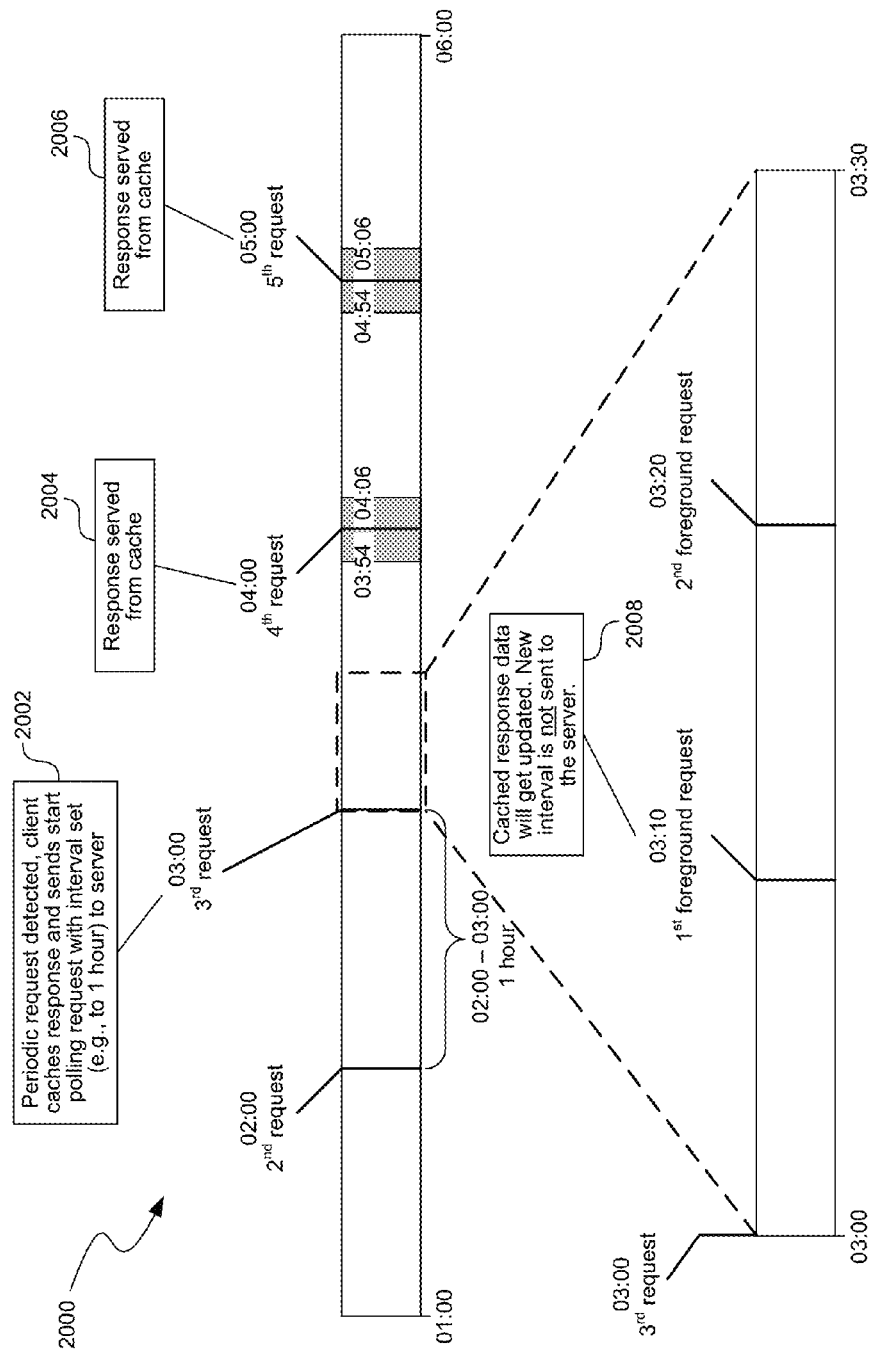 2000
2002
Periodic request detected, client
caches response and sends start
polling request with interval set
(e.g., to 1 hour) to server
2004
Response served
from cache
2006
Response served
from cache
02:00
2nd request
03:00
3rd request
04:00
4th request
05:00
5th request
03:54
04:06
04:54
05:06
01:00
06:00
02:00 – 03:00
1 hour
Cached response data
will get updated. New
interval is not sent to
the server.
2008
03:00
3rd request
03:10
1st foreground request
03:20
2nd foreground request
03:00
03:30